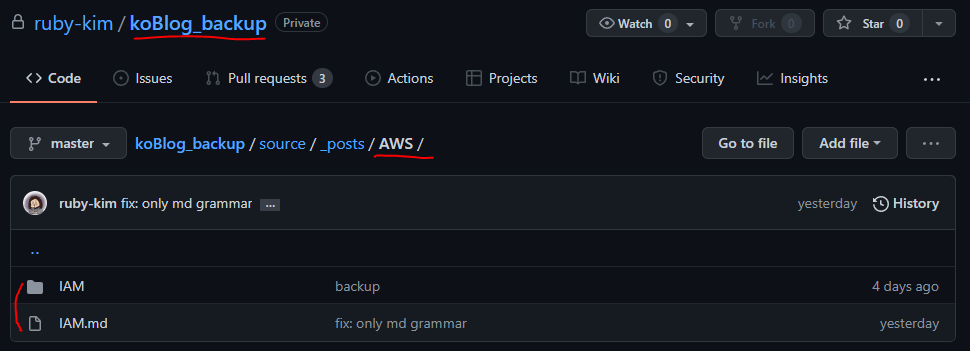 ruby-kim / koBlog_backup Private Watch 0 Fork 0 Star 0
Code Issues Pull requests 3 Actions Projects Wiki Security Insights ...
master koBlog_backup / source / _posts / AWS / Go to file Add file ...
ruby-kim fix: only md grammar ... yesterday History
..
IAM backup 4 days ago
IAM.md fix: only md grammar yesterday